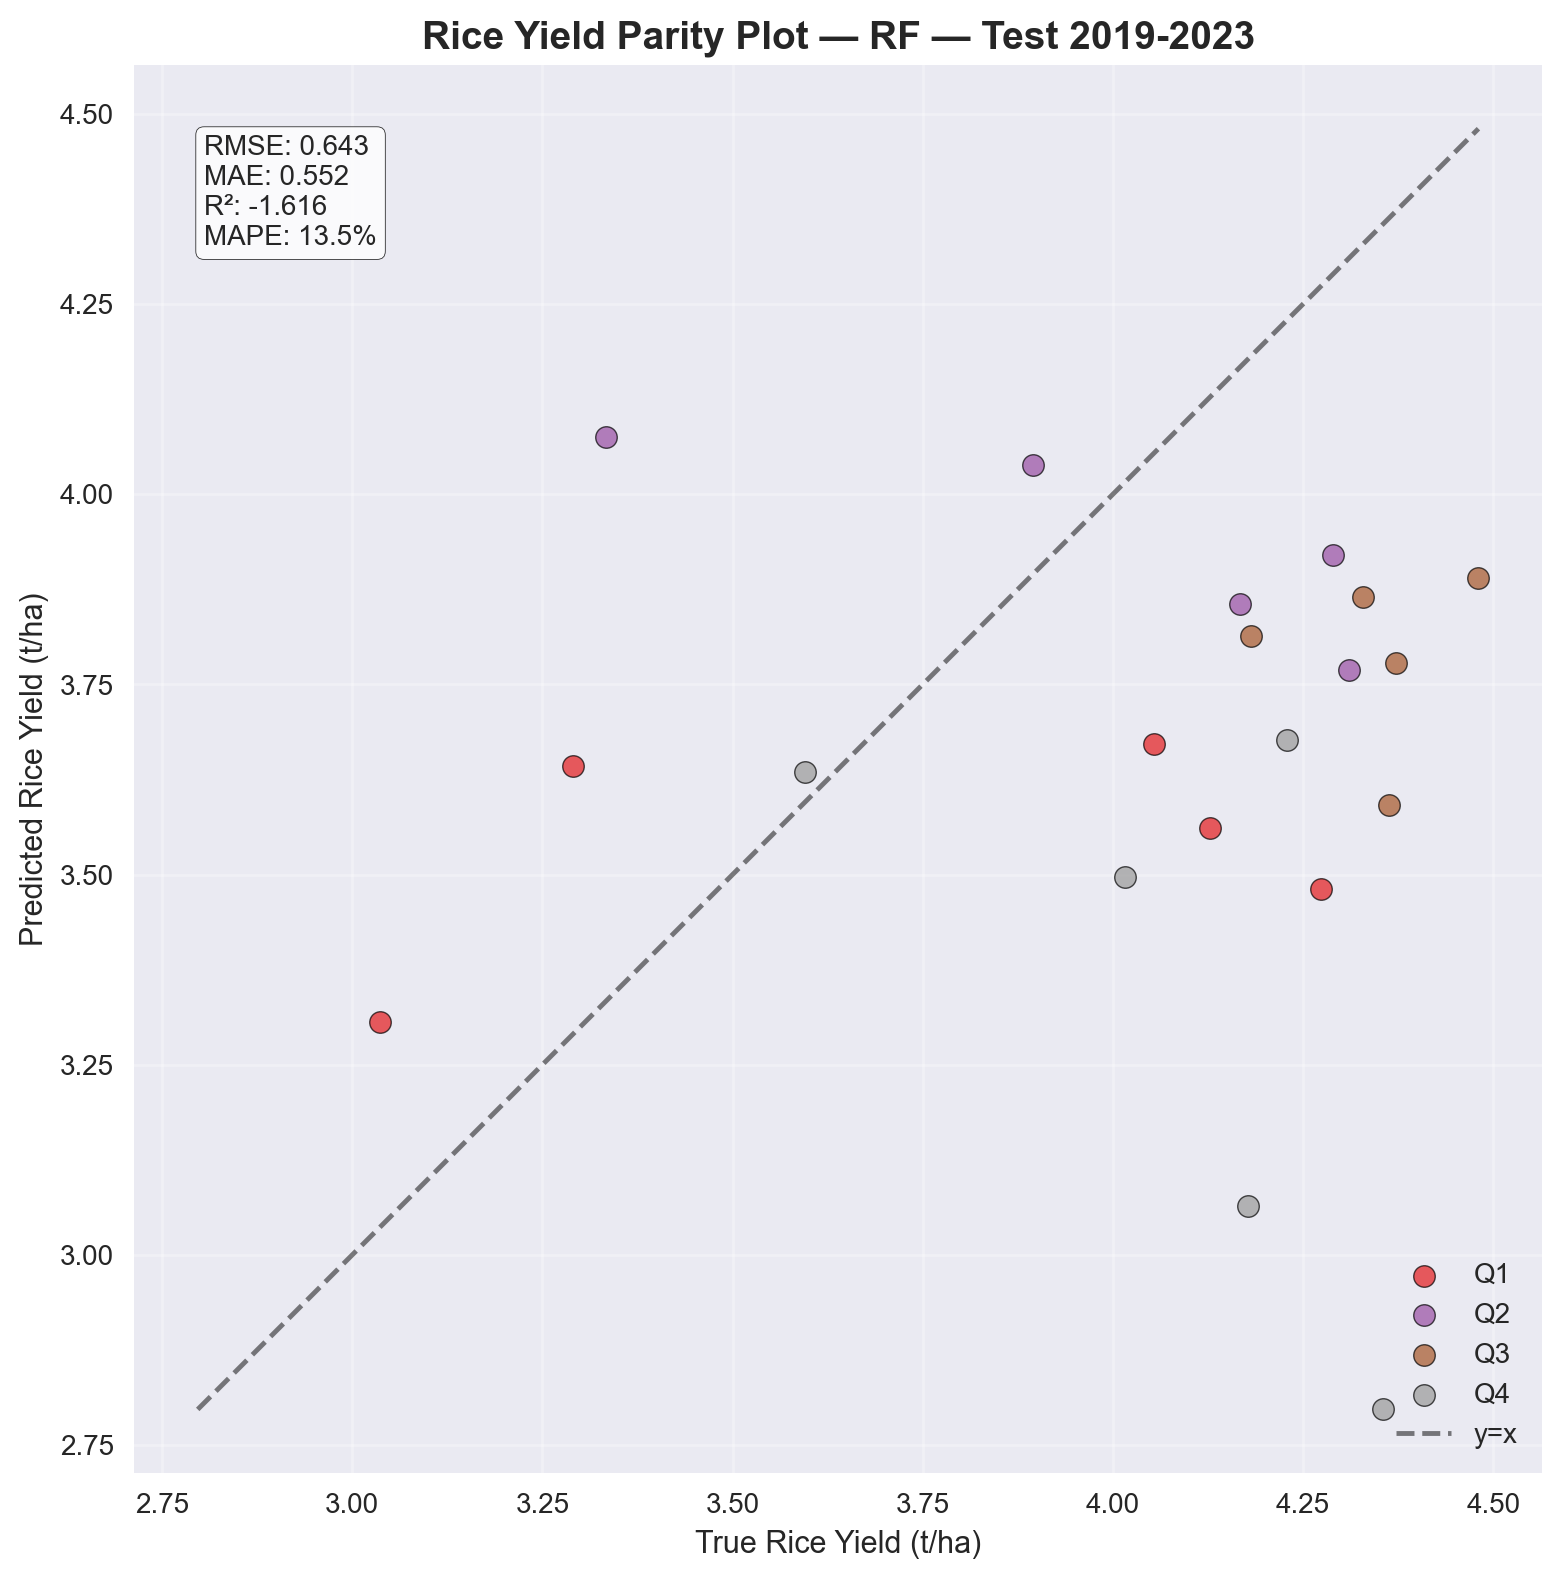 Rice Yield Parity Plot — RF — Test 2019-2023
RMSE: 0.643
MAE: 0.552
R²: -1.616
MAPE: 13.5%
Predicted Rice Yield (t/ha)
4.50
4.25
4.00
3.75
3.50
3.25
3.00
2.75
Q1
Q2
Q3
Q4
y=x
2.75 3.00 3.25 3.50 3.75 4.00 4.25 4.50
True Rice Yield (t/ha)